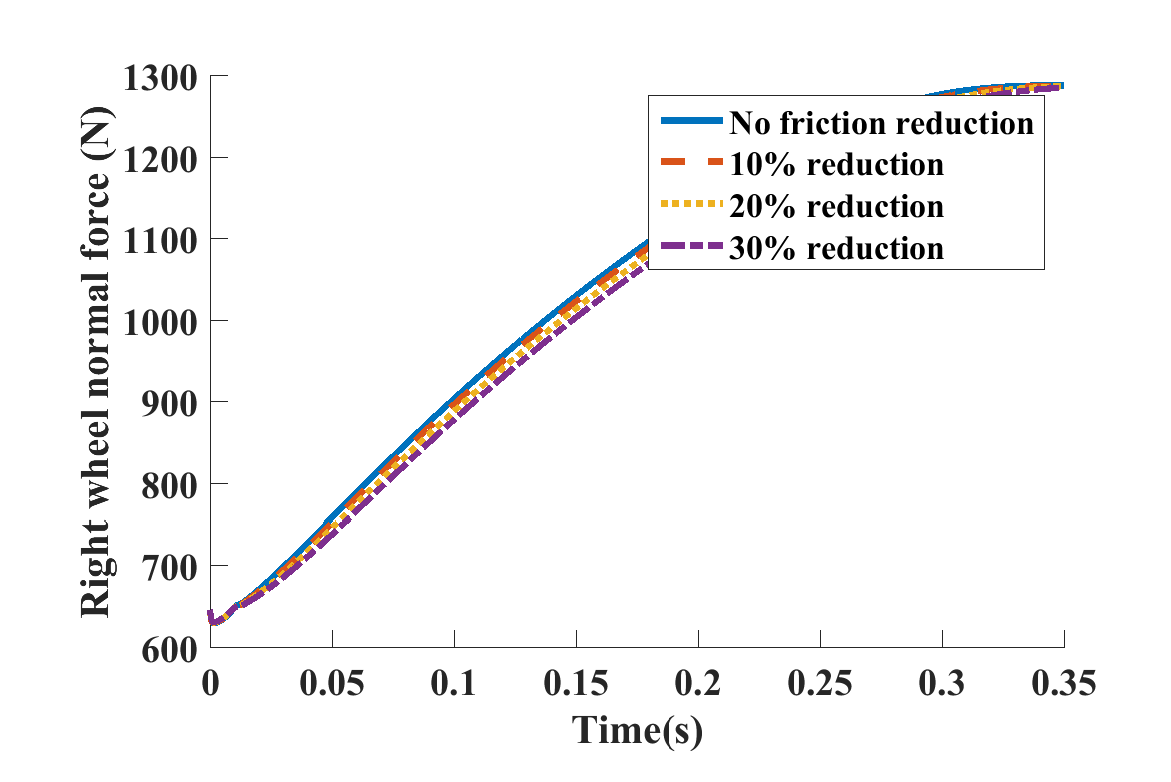 1300
1200
1100
1000
900
800
700
600
Right wheel normal force (N)
No friction reduction
10% reduction
20% reduction
30% reduction
0 0.05 0.1 0.15 0.2 0.25 0.3 0.35
Time(s)